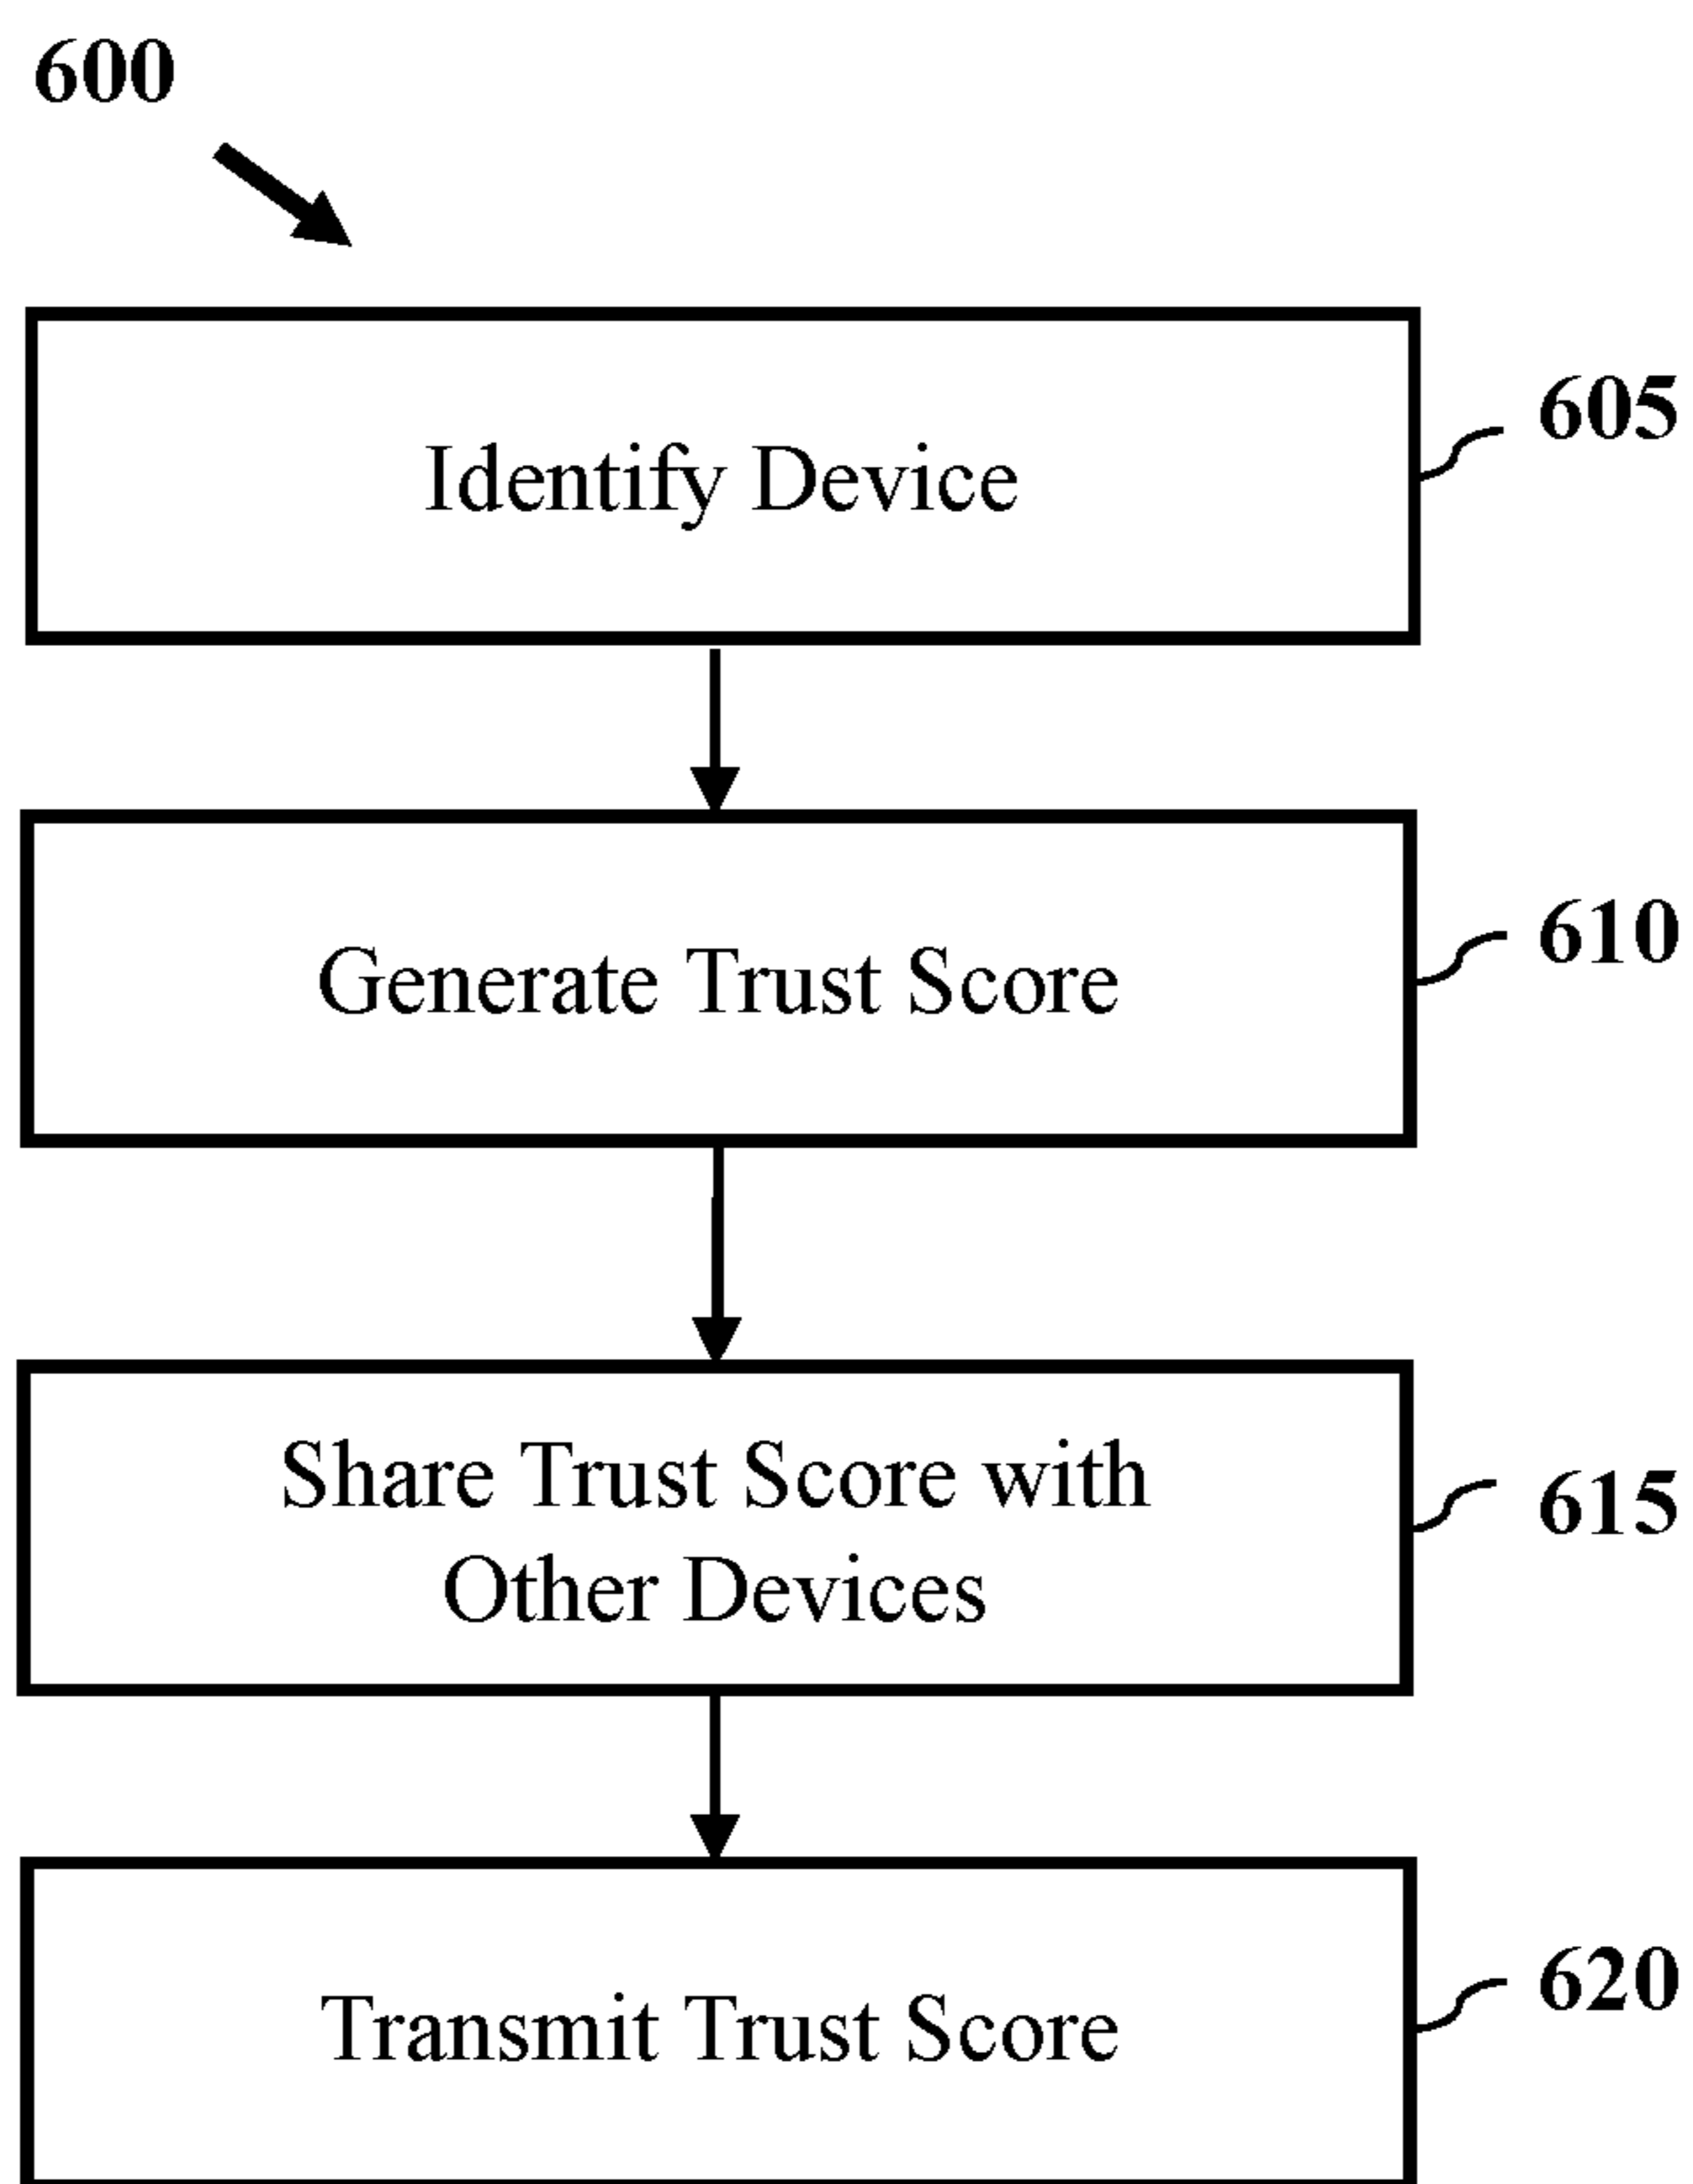 600
Identify Device
605
Generate Trust Score
610
Share Trust Score with
Other Devices
615
Transmit Trust Score
620